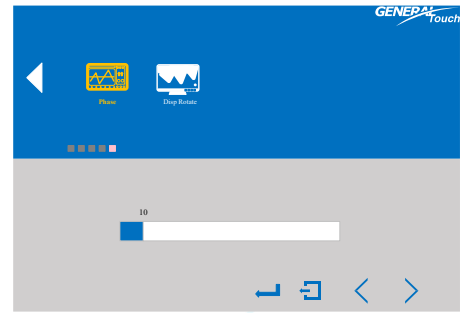 GENERAL
Touch
Phase
Disp Rotate
10